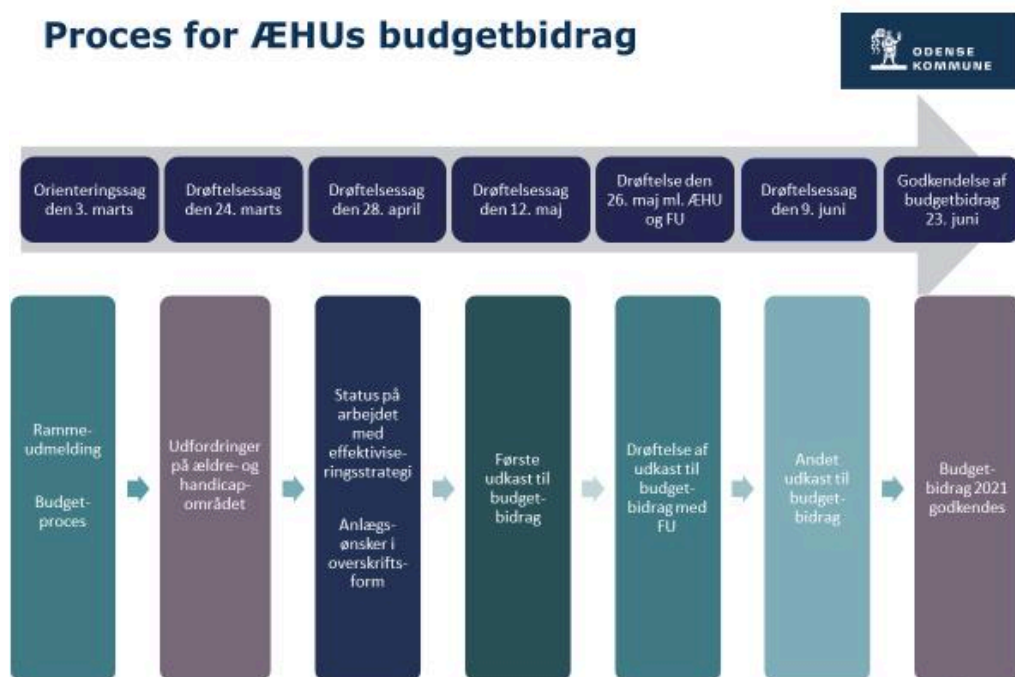 Proces for ÆHUs budgetbidrag
ODENSE
KOMMUNE
Orienteringssag
den 3. marts
Drøftelsessag
den 24. marts
Drøftelsessag
den 28. april
Drøftelsessag
den 12. maj
Drøftelse den
26. maj ml. ÆHU
og FU
Drøftelsessag
den 9. juni
Godkendelse af
budgetbidrag
23. juni
Ramme-
udmelding
Budget-
proces
Udfordringer
på ældre- og
handicap-
området
Status på
arbejdet
med
effektivise-
ringsstrategi
Anlægs-
ønsker i
overskrifts-
form
Første
udkast til
budget-
bidrag
Drøftelse af
udkast til
budget-
bidrag med
FU
Andet
udkast til
budget-
bidrag
Budget-
bidrag 2021
godkendes